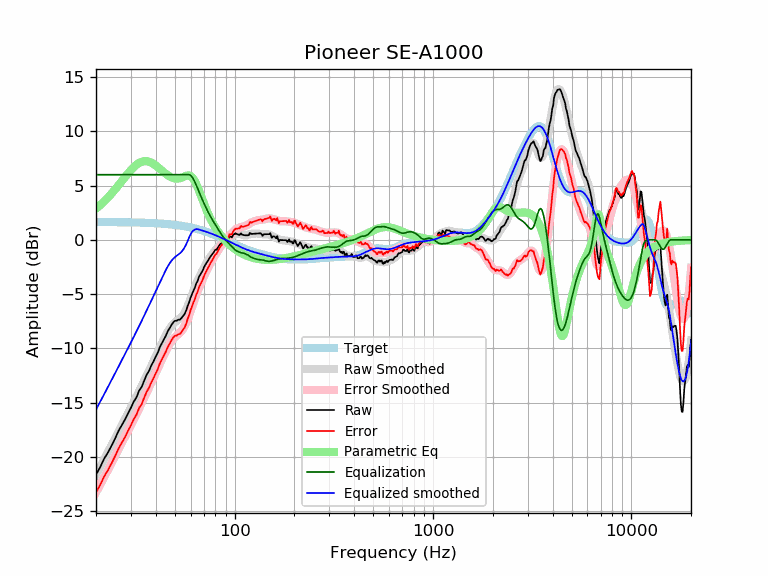 Pioneer SE-A1000
15
10
5
0
−5
−10
−15
−20
−25
Amplitude (dBr)
Target
Raw Smoothed
Error Smoothed
Raw
Error
Parametric Eq
Equalization
Equalized smoothed
100
1000
10000
Frequency (Hz)